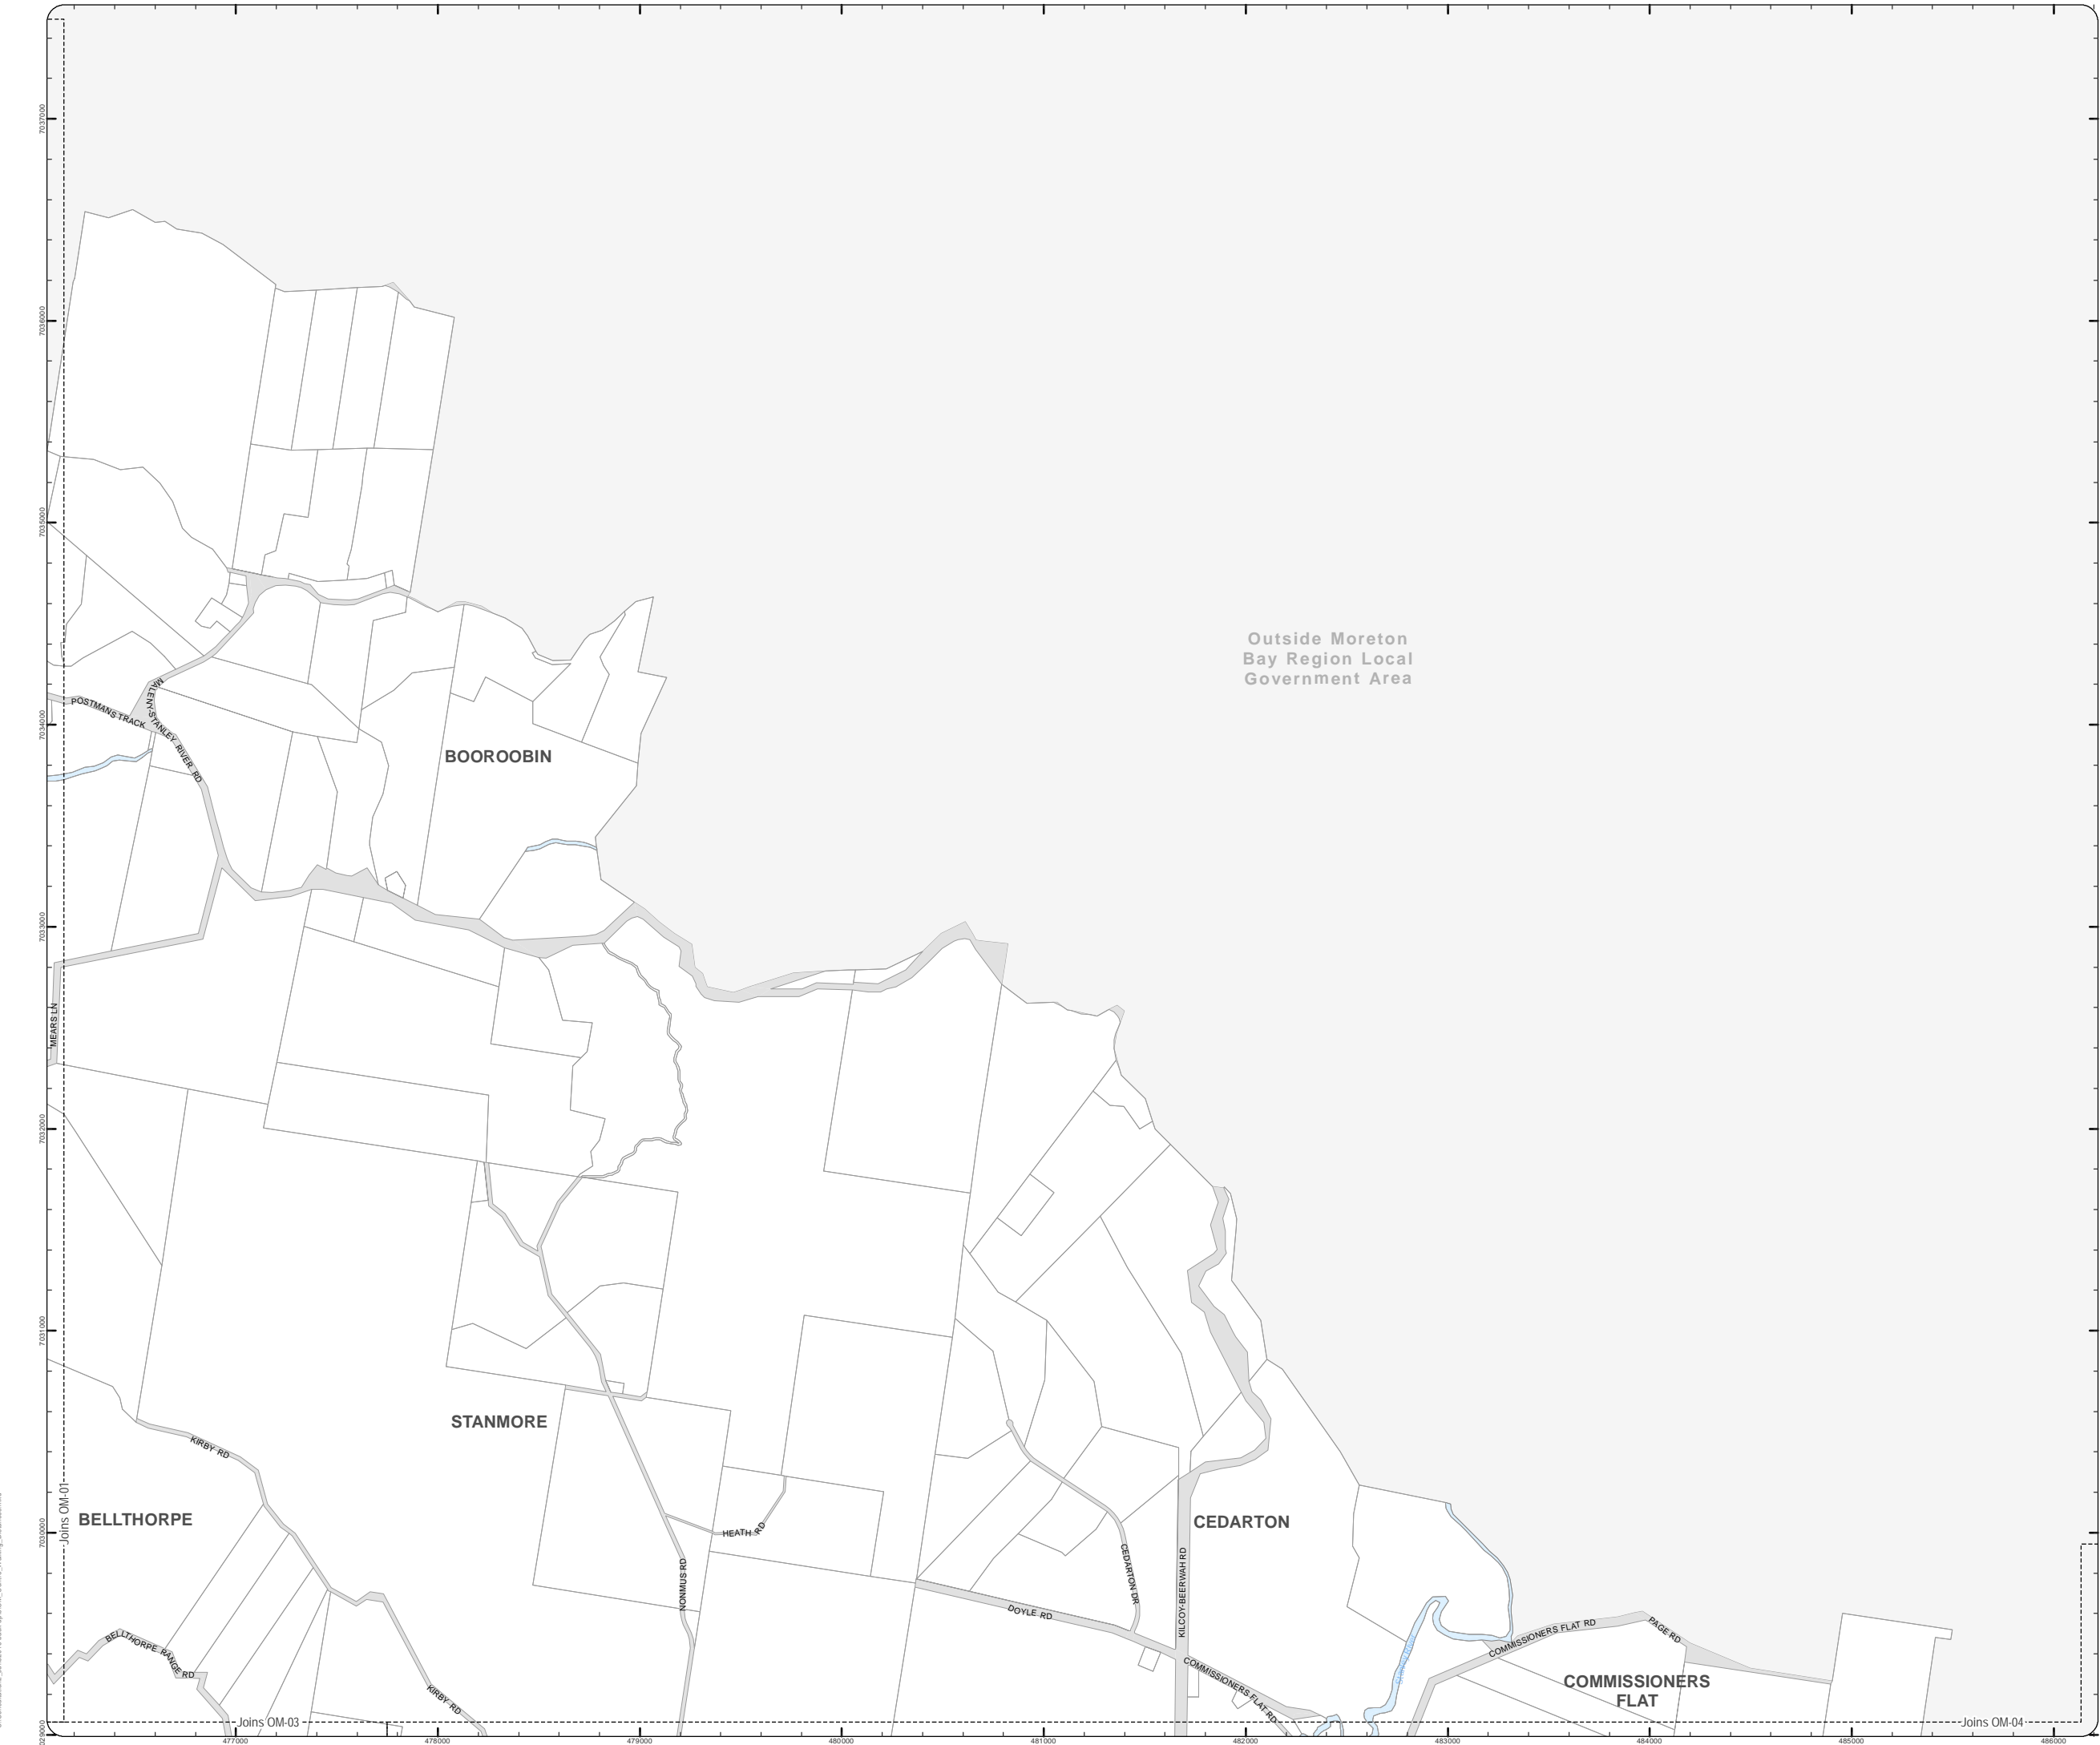 7037000
7036000
7035000
Outside Moreton
Bay Region Local
Government Area
POSTMANS TRACK
MALENY-STANLEY RIVER RD
7034000
BOOROOBIN
7033000
MEARS LN
7032000
7031000
STANMORE
KIRBY RD
Joins OM-01
BELLTHORPE
7030000
HEATH RD
CEDARTON
NONMUS RD
CEDARTON DR
KILCOY-BEERWAH RD
DOYLE RD
BELLTHORPE RANGE RD
COMMISSIONERS FLAT RD
PAGE RD
COMMISSIONERS FLAT RD
COMMISSIONERS
FLAT
KIRBY RD
Joins OM-03
Joins OM-04
477000
478000
479000
480000
481000
482000
483000
484000
485000
486000